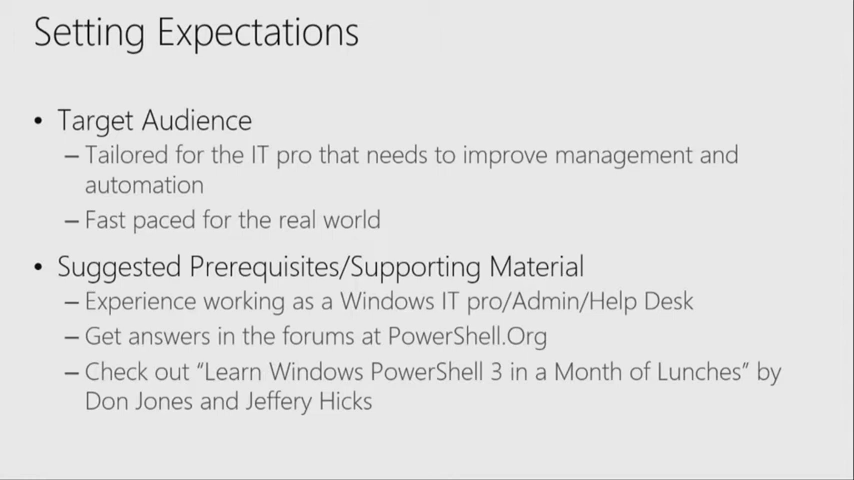 Setting Expectations
• Target Audience
– Tailored for the IT pro that needs to improve management and
automation
– Fast paced for the real world
• Suggested Prerequisites/Supporting Material
– Experience working as a Windows IT pro/Admin/Help Desk
– Get answers in the forums at PowerShell.Org
– Check out “Learn Windows PowerShell 3 in a Month of Lunches” by
Don Jones and Jeffery Hicks